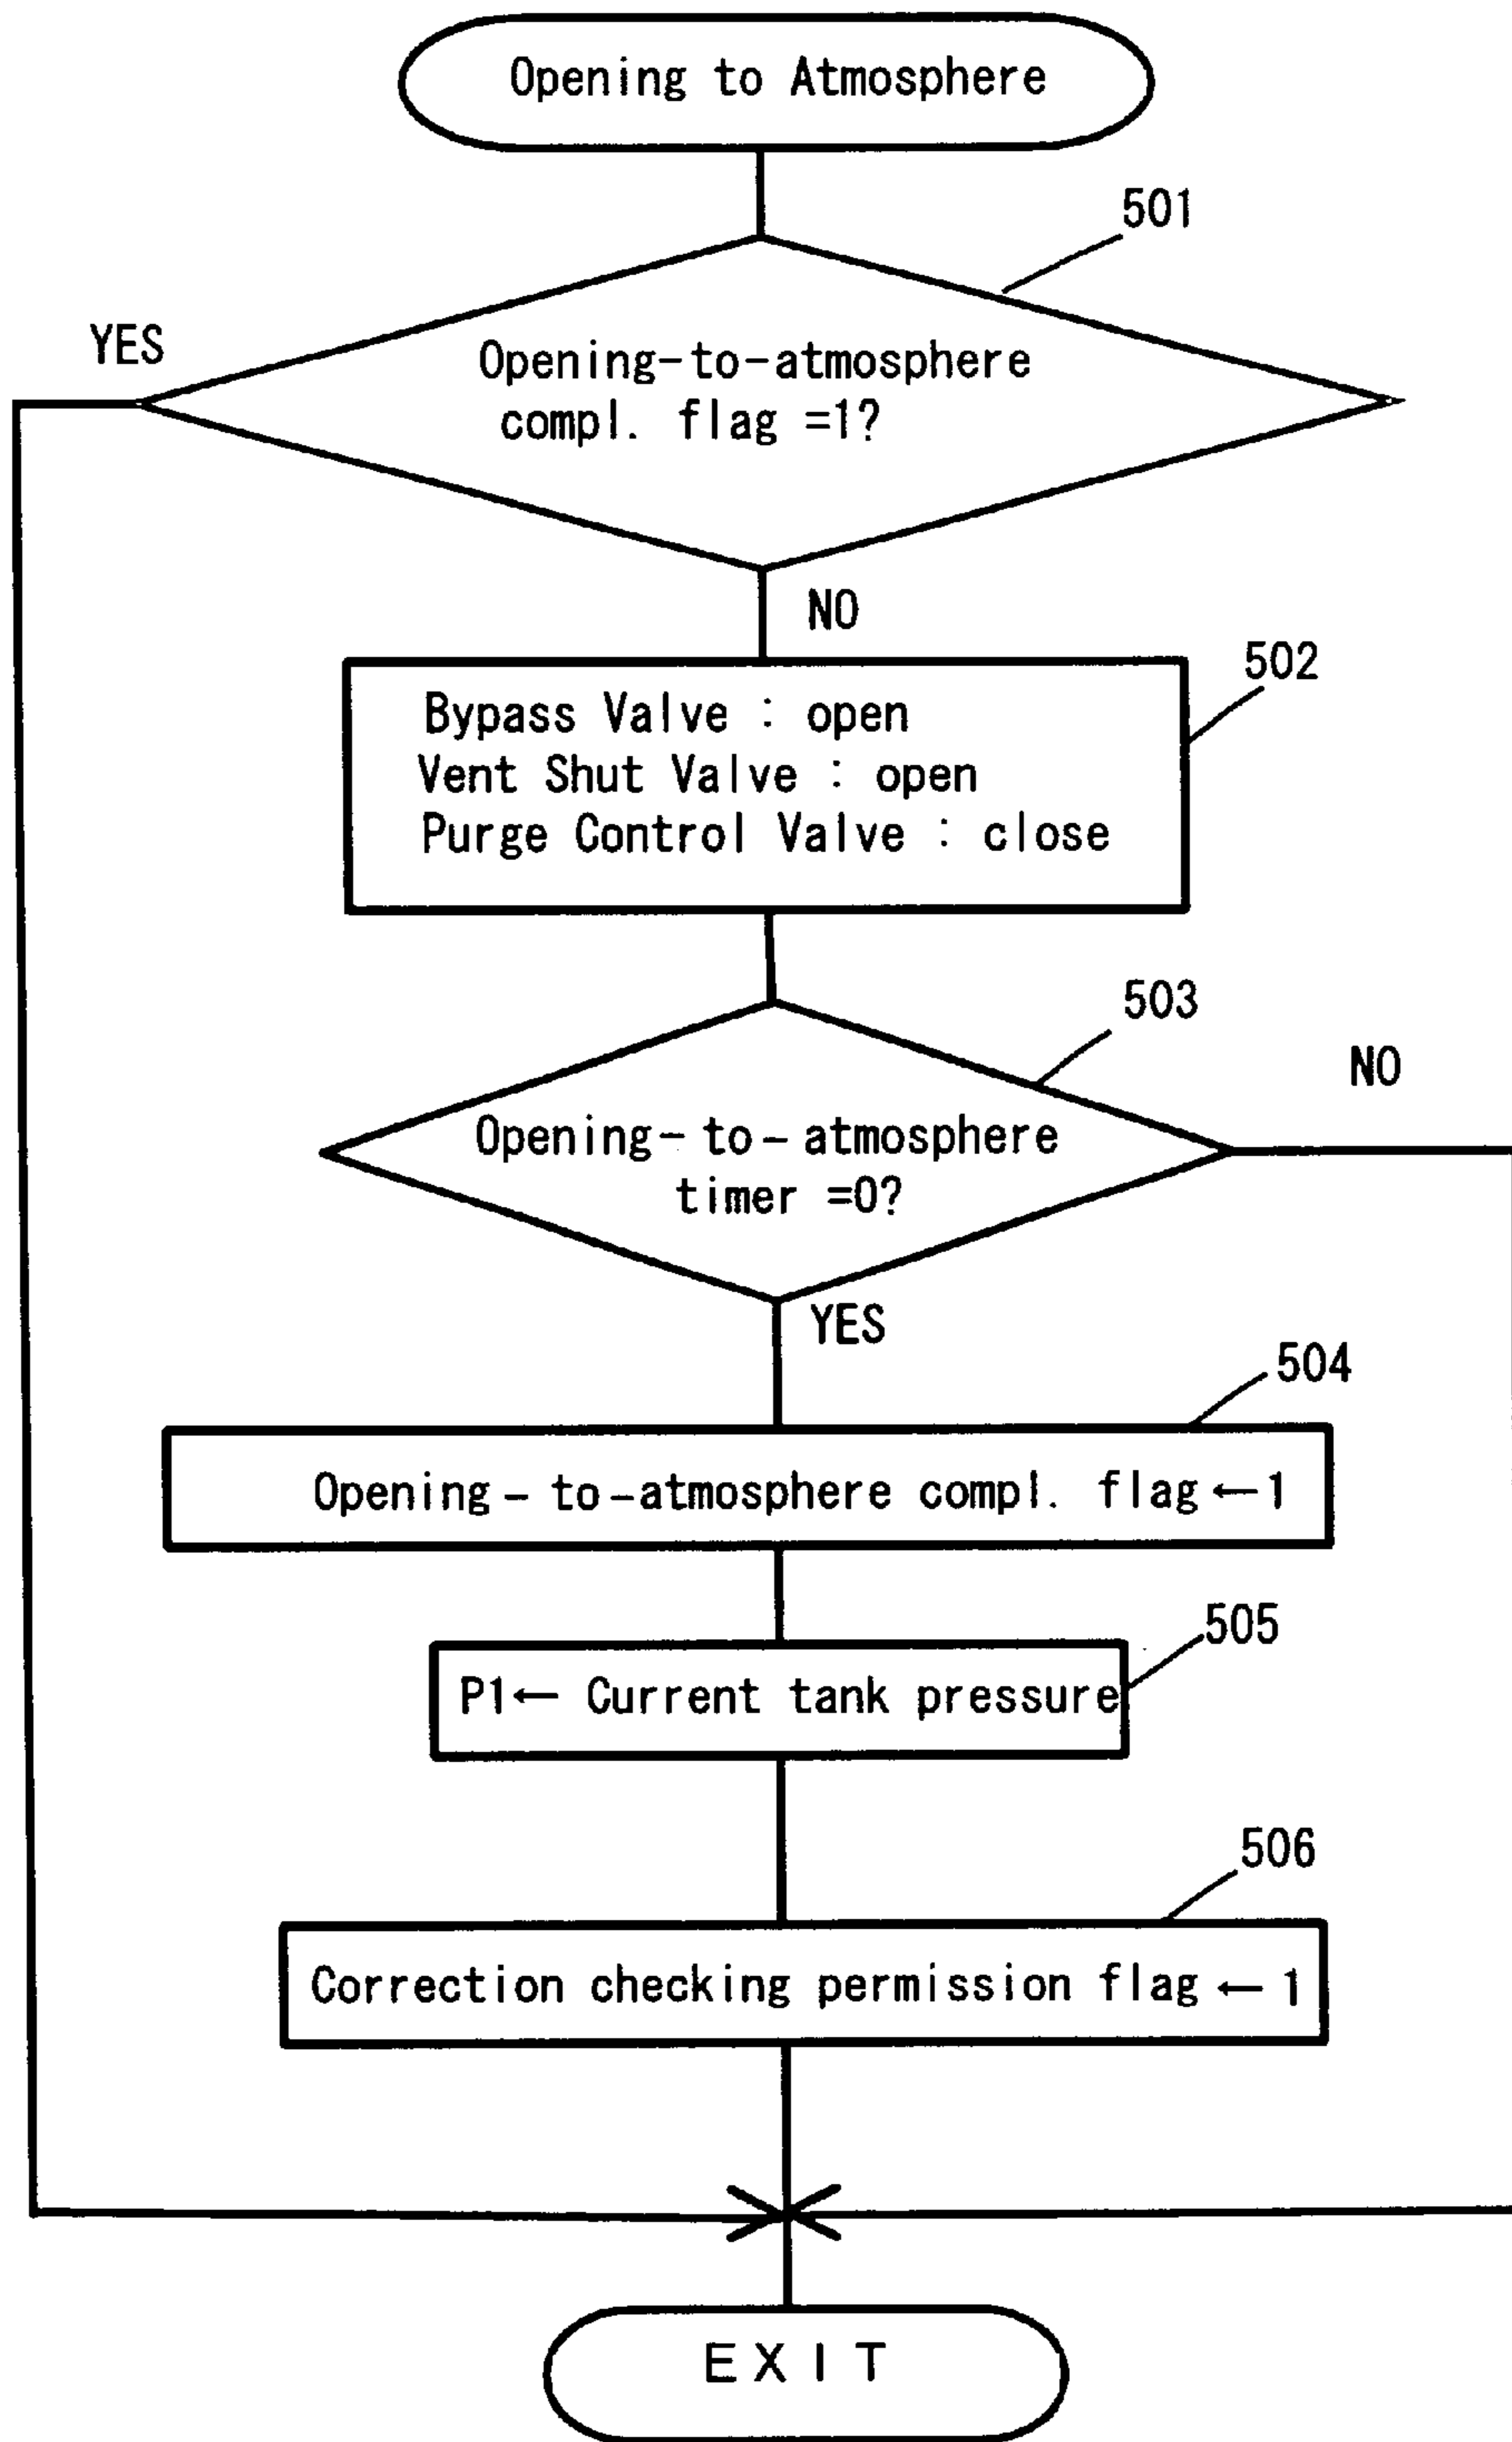 Opening to Atmosphere
501
YES
Opening-to-atmosphere
compl. flag =1?
NO
502
Bypass Valve : open
Vent Shut Valve : open
Purge Control Valve : close
503
NO
Opening-to-atmosphere
timer =0?
YES
504
Opening-to-atmosphere compl. flag←1
505
P1← Current tank pressure
506
Correction checking permission flag ← 1
EXIT